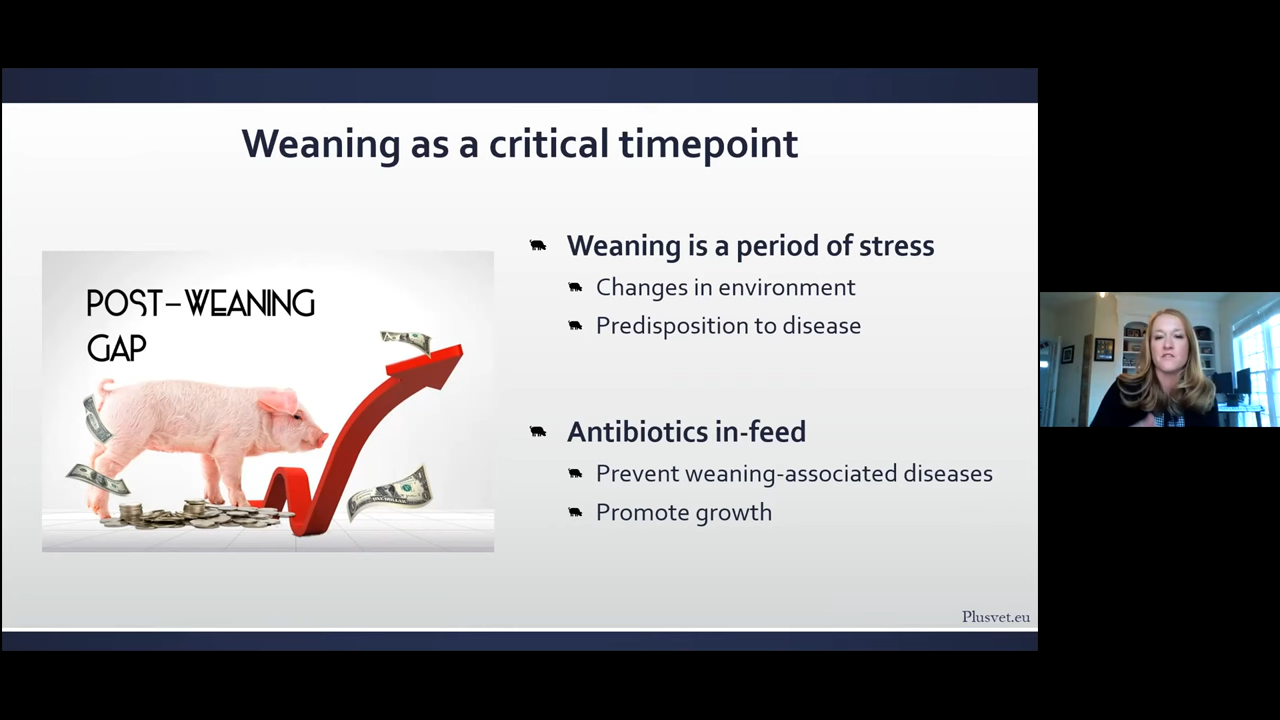 Weaning as a critical timepoint
POST-WEANING
GAP
Weaning is a period of stress
Changes in environment
Predisposition to disease
Antibiotics in-feed
Prevent weaning-associated diseases
Promote growth
Plusvet.eu